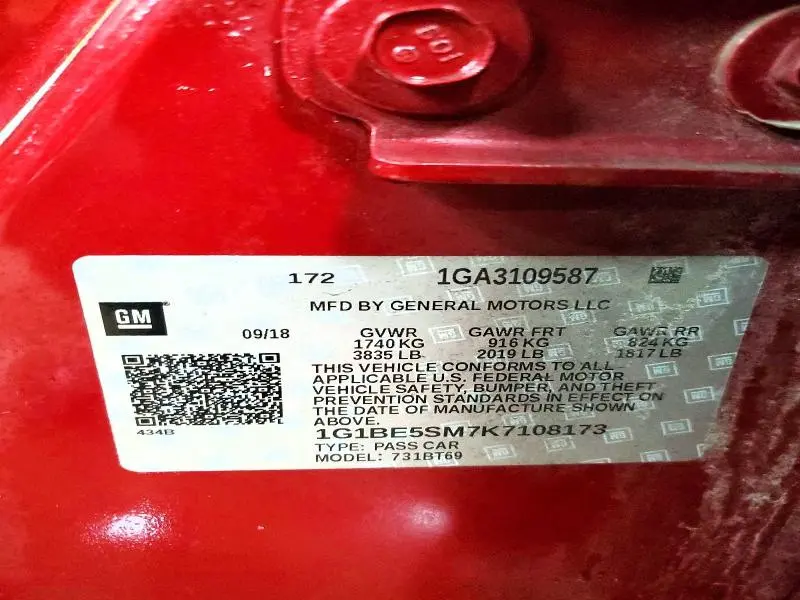 172 1GA3109587
MFD BY GENERAL MOTORS LLC
GM
09/18 GVWR GAWR FRT GAWR RR
1740 KG 916 KG 824 KG
3835 LB 2019 LB 1817 LB
THIS VEHICLE CONFORMS TO ALL
APPLICABLE U.S. FEDERAL MOTOR
VEHICLE SAFETY, BUMPER, AND THEFT
PREVENTION STANDARDS IN EFFECT ON
THE DATE OF MANUFACTURE SHOWN
ABOVE.
434B
1G1BE5SM7K7108173
TYPE: PASS CAR
MODEL: 731BT69